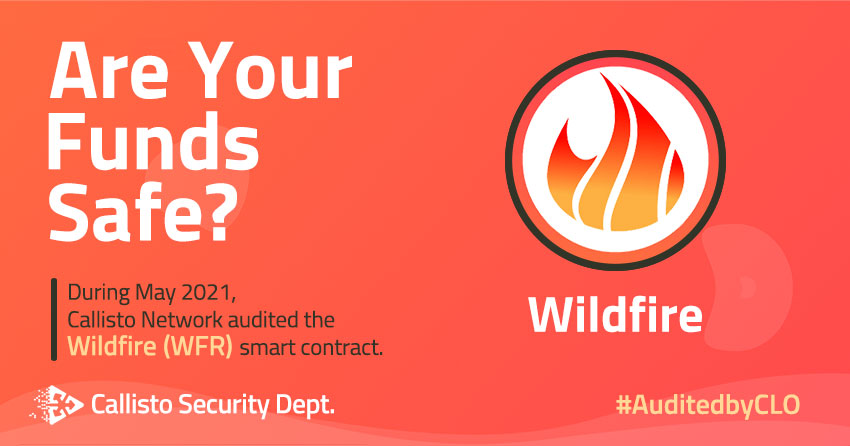 Are Your
Funds
Safe?
During May 2021,
Callisto Network audited the
Wildfire (WFR) smart contract.
Wildfire
Callisto Security Dept.
#AuditedbyCLO